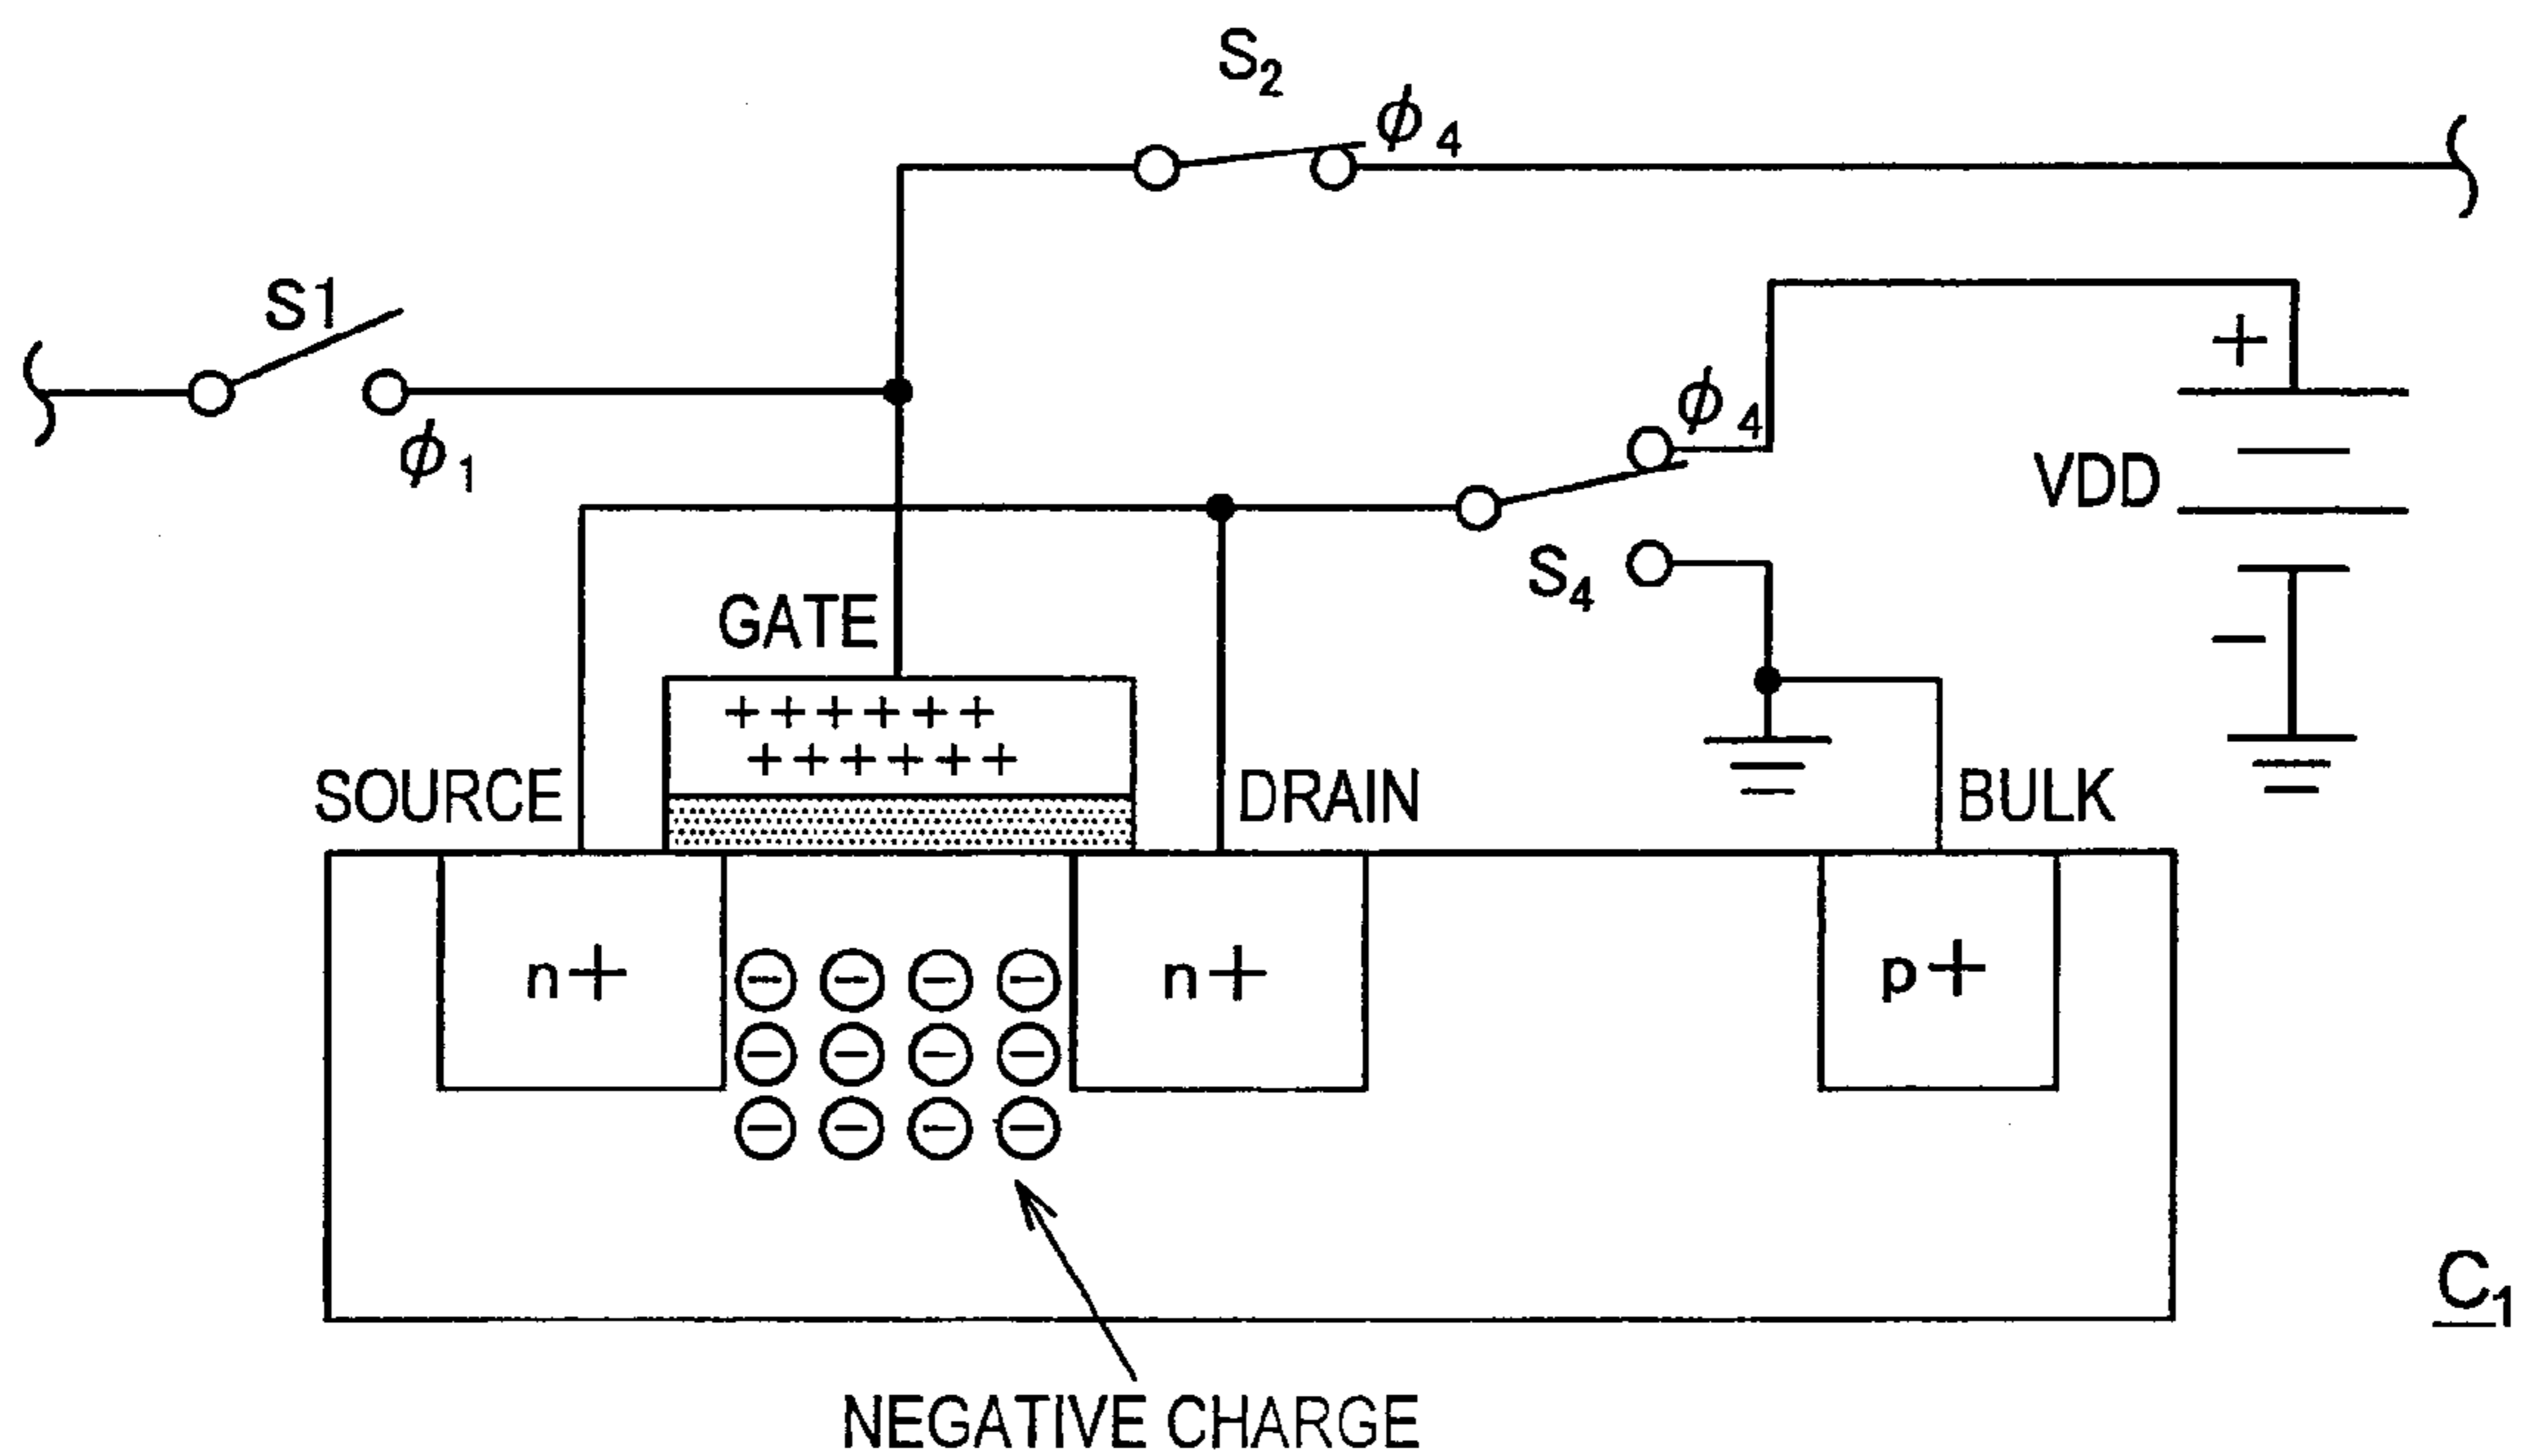 S₂
ϕ₄
S1
ϕ₁
ϕ₄
+
VDD
S₄
−
GATE
++++++
++++++
SOURCE
DRAIN
BULK
n+
n+
p+
⊖ ⊖ ⊖ ⊖
⊖ ⊖ ⊖ ⊖
⊖ ⊖ ⊖ ⊖
C₁
NEGATIVE CHARGE